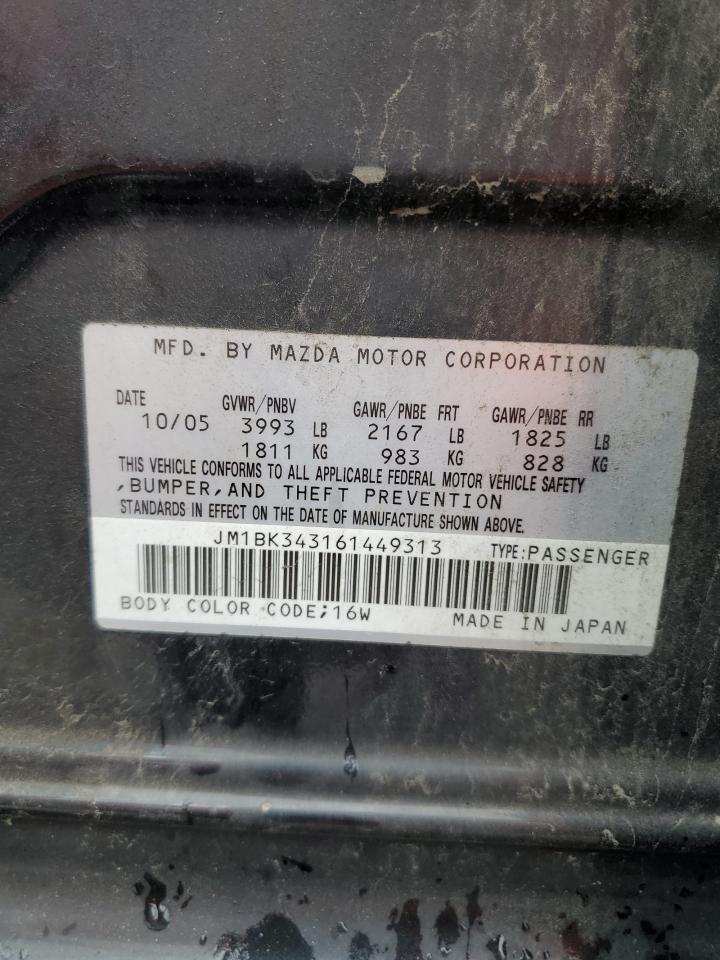 MFD. BY MAZDA MOTOR CORPORATION
DATE GVWR/PNBV GAWR/PNBE FRT GAWR/PNBE RR
10/05 3993 LB 2167 LB 1825 LB
1811 KG 983 KG 828 KG
THIS VEHICLE CONFORMS TO ALL APPLICABLE FEDERAL MOTOR VEHICLE SAFETY
,BUMPER,AND THEFT PREVENTION
STANDARDS IN EFFECT ON THE DATE OF MANUFACTURE SHOWN ABOVE.
JM1BK343161449313 TYPE:PASSENGER
BODY COLOR CODE;16W MADE IN JAPAN